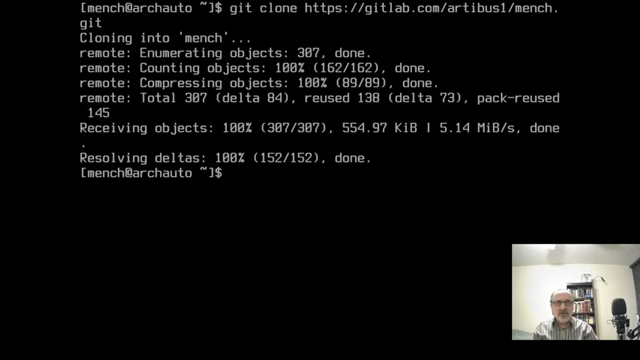 [mench@archauto ~]$ git clone https://gitlab.com/artibus1/mench.
git
Cloning into 'mench'...
remote: Enumerating objects: 307, done.
remote: Counting objects: 100% (162/162), done.
remote: Compressing objects: 100% (89/89), done.
remote: Total 307 (delta 84), reused 138 (delta 73), pack-reused
145
Receiving objects: 100% (307/307), 554.97 KiB | 5.14 MiB/s, done
.
Resolving deltas: 100% (152/152), done.
[mench@archauto ~]$